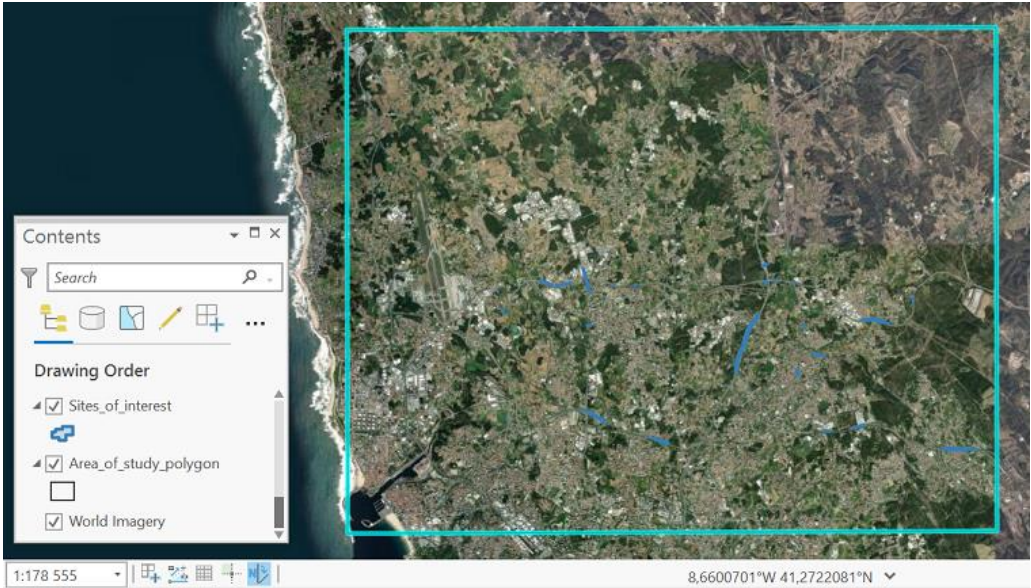 Contents
Search
Drawing Order
Sites_of_interest
Area_of_study_polygon
World Imagery
1:178 555
8,6600701°W 41,2722081°N